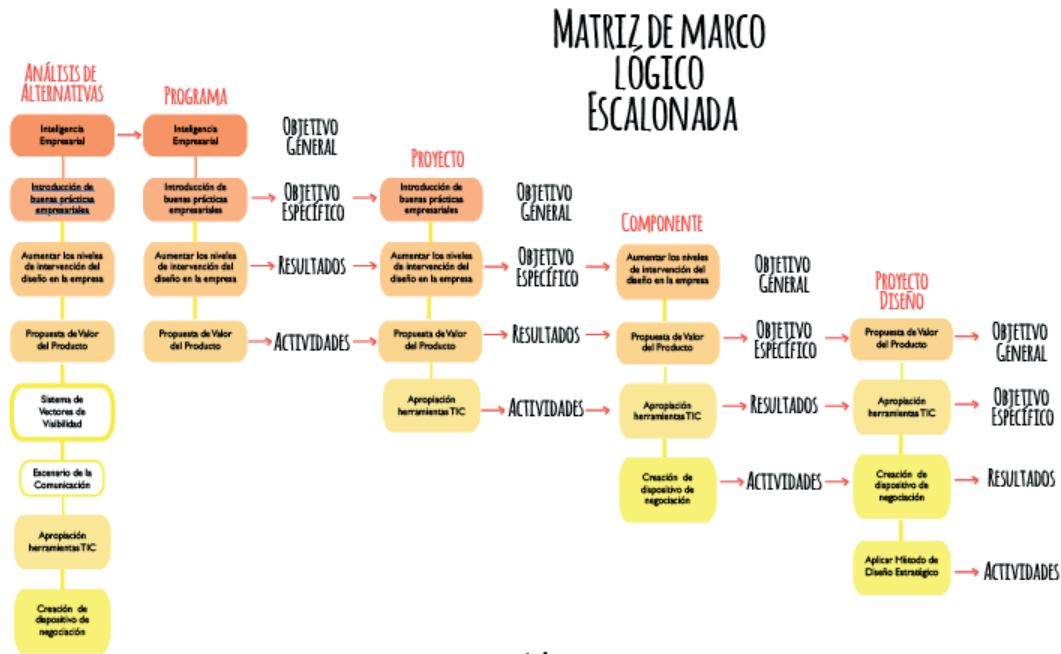 MATRIZ DE MARCO
LÓGICO
ESCALONADA
ANÁLISIS DE
ALTERNATIVAS
Inteligencia
Empresarial
Introducción de
buenas prácticas
empresariales
Aumentar los niveles
de intervención del
diseño en la empresa
Propuesta de Valor
del Producto
Sistema de
Vectores de
Visibilidad
Escenario de la
Comunicación
Apropiación
herramientas TIC
Creación de
dispositivo de
negociación
PROGRAMA
Inteligencia
Empresarial
OBJETIVO
GENERAL
Introducción de
buenas prácticas
empresariales
OBJETIVO
ESPECÍFICO
Aumentar los niveles
de intervención del
diseño en la empresa
RESULTADOS
Propuesta de Valor
del Producto
ACTIVIDADES
PROYECTO
Introducción de
buenas prácticas
empresariales
OBJETIVO
GENERAL
Aumentar los niveles
de intervención del
diseño en la empresa
OBJETIVO
ESPECÍFICO
Propuesta de Valor
del Producto
RESULTADOS
Apropiación
herramientas TIC
ACTIVIDADES
COMPONENTE
Aumentar los niveles
de intervención del
diseño en la empresa
OBJETIVO
GENERAL
Propuesta de Valor
del Producto
OBJETIVO
ESPECÍFICO
Apropiación
herramientas TIC
RESULTADOS
Creación de
dispositivo de
negociación
ACTIVIDADES
PROYECTO
DISEÑO
Propuesta de Valor
del Producto
OBJETIVO
GENERAL
Apropiación
herramientas TIC
OBJETIVO
ESPECÍFICO
Creación de
dispositivo de
negociación
RESULTADOS
Aplicar Método de
Diseño Estratégico
ACTIVIDADES